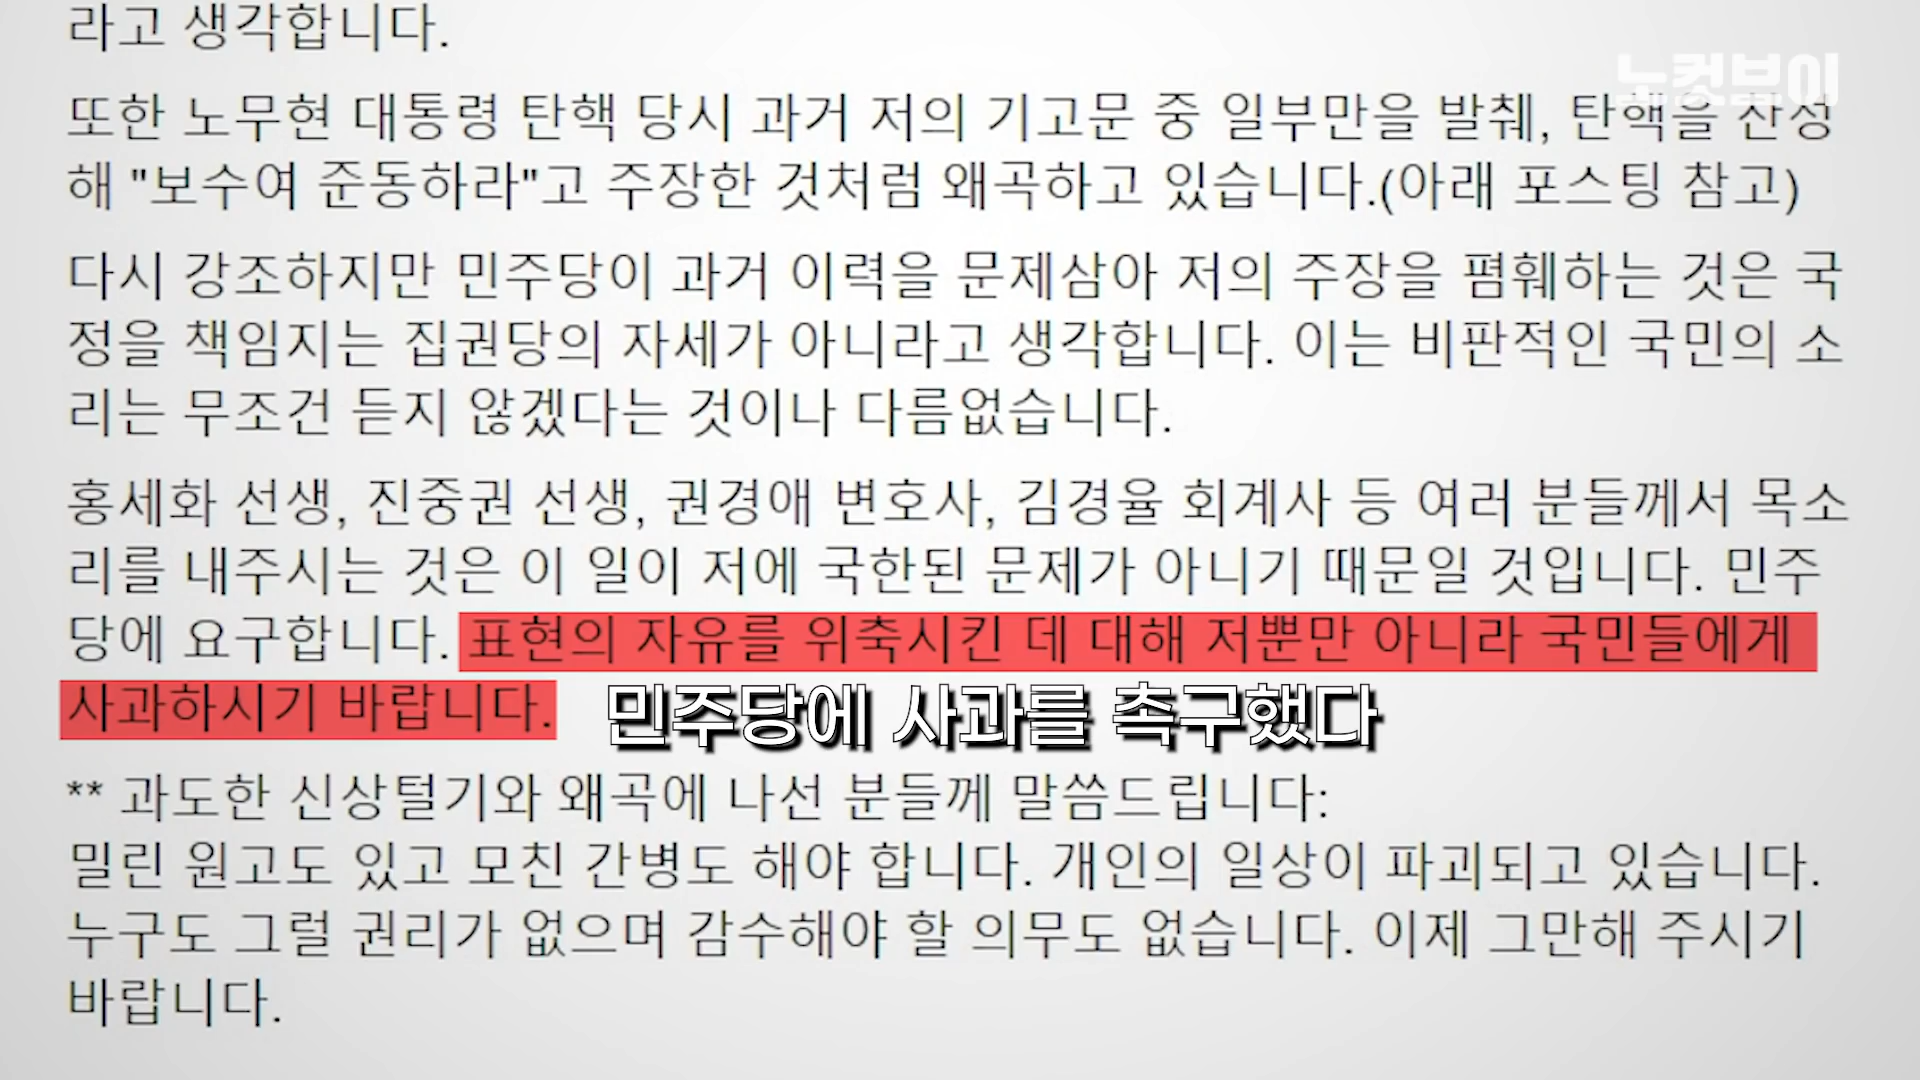 라고 생각합니다.
노컷브이
또한 노무현 대통령 탄핵 당시 과거 저의 기고문 중 일부만을 발췌, 탄핵을 찬성
해 "보수여 준동하라"고 주장한 것처럼 왜곡하고 있습니다.(아래 포스팅 참고)
다시 강조하지만 민주당이 과거 이력을 문제삼아 저의 주장을 폄훼하는 것은 국
정을 책임지는 집권당의 자세가 아니라고 생각합니다. 이는 비판적인 국민의 소
리는 무조건 듣지 않겠다는 것이나 다름없습니다.
홍세화 선생, 진중권 선생, 권경애 변호사, 김경율 회계사 등 여러 분들께서 목소
리를 내주시는 것은 이 일이 저에 국한된 문제가 아니기 때문일 것입니다. 민주
당에 요구합니다. 표현의 자유를 위축시킨 데 대해 저뿐만 아니라 국민들에게
사과하시기 바랍니다.
민주당에 사과를 촉구했다
** 과도한 신상털기와 왜곡에 나선 분들께 말씀드립니다:
밀린 원고도 있고 모친 간병도 해야 합니다. 개인의 일상이 파괴되고 있습니다.
누구도 그럴 권리가 없으며 감수해야 할 의무도 없습니다. 이제 그만해 주시기
바랍니다.